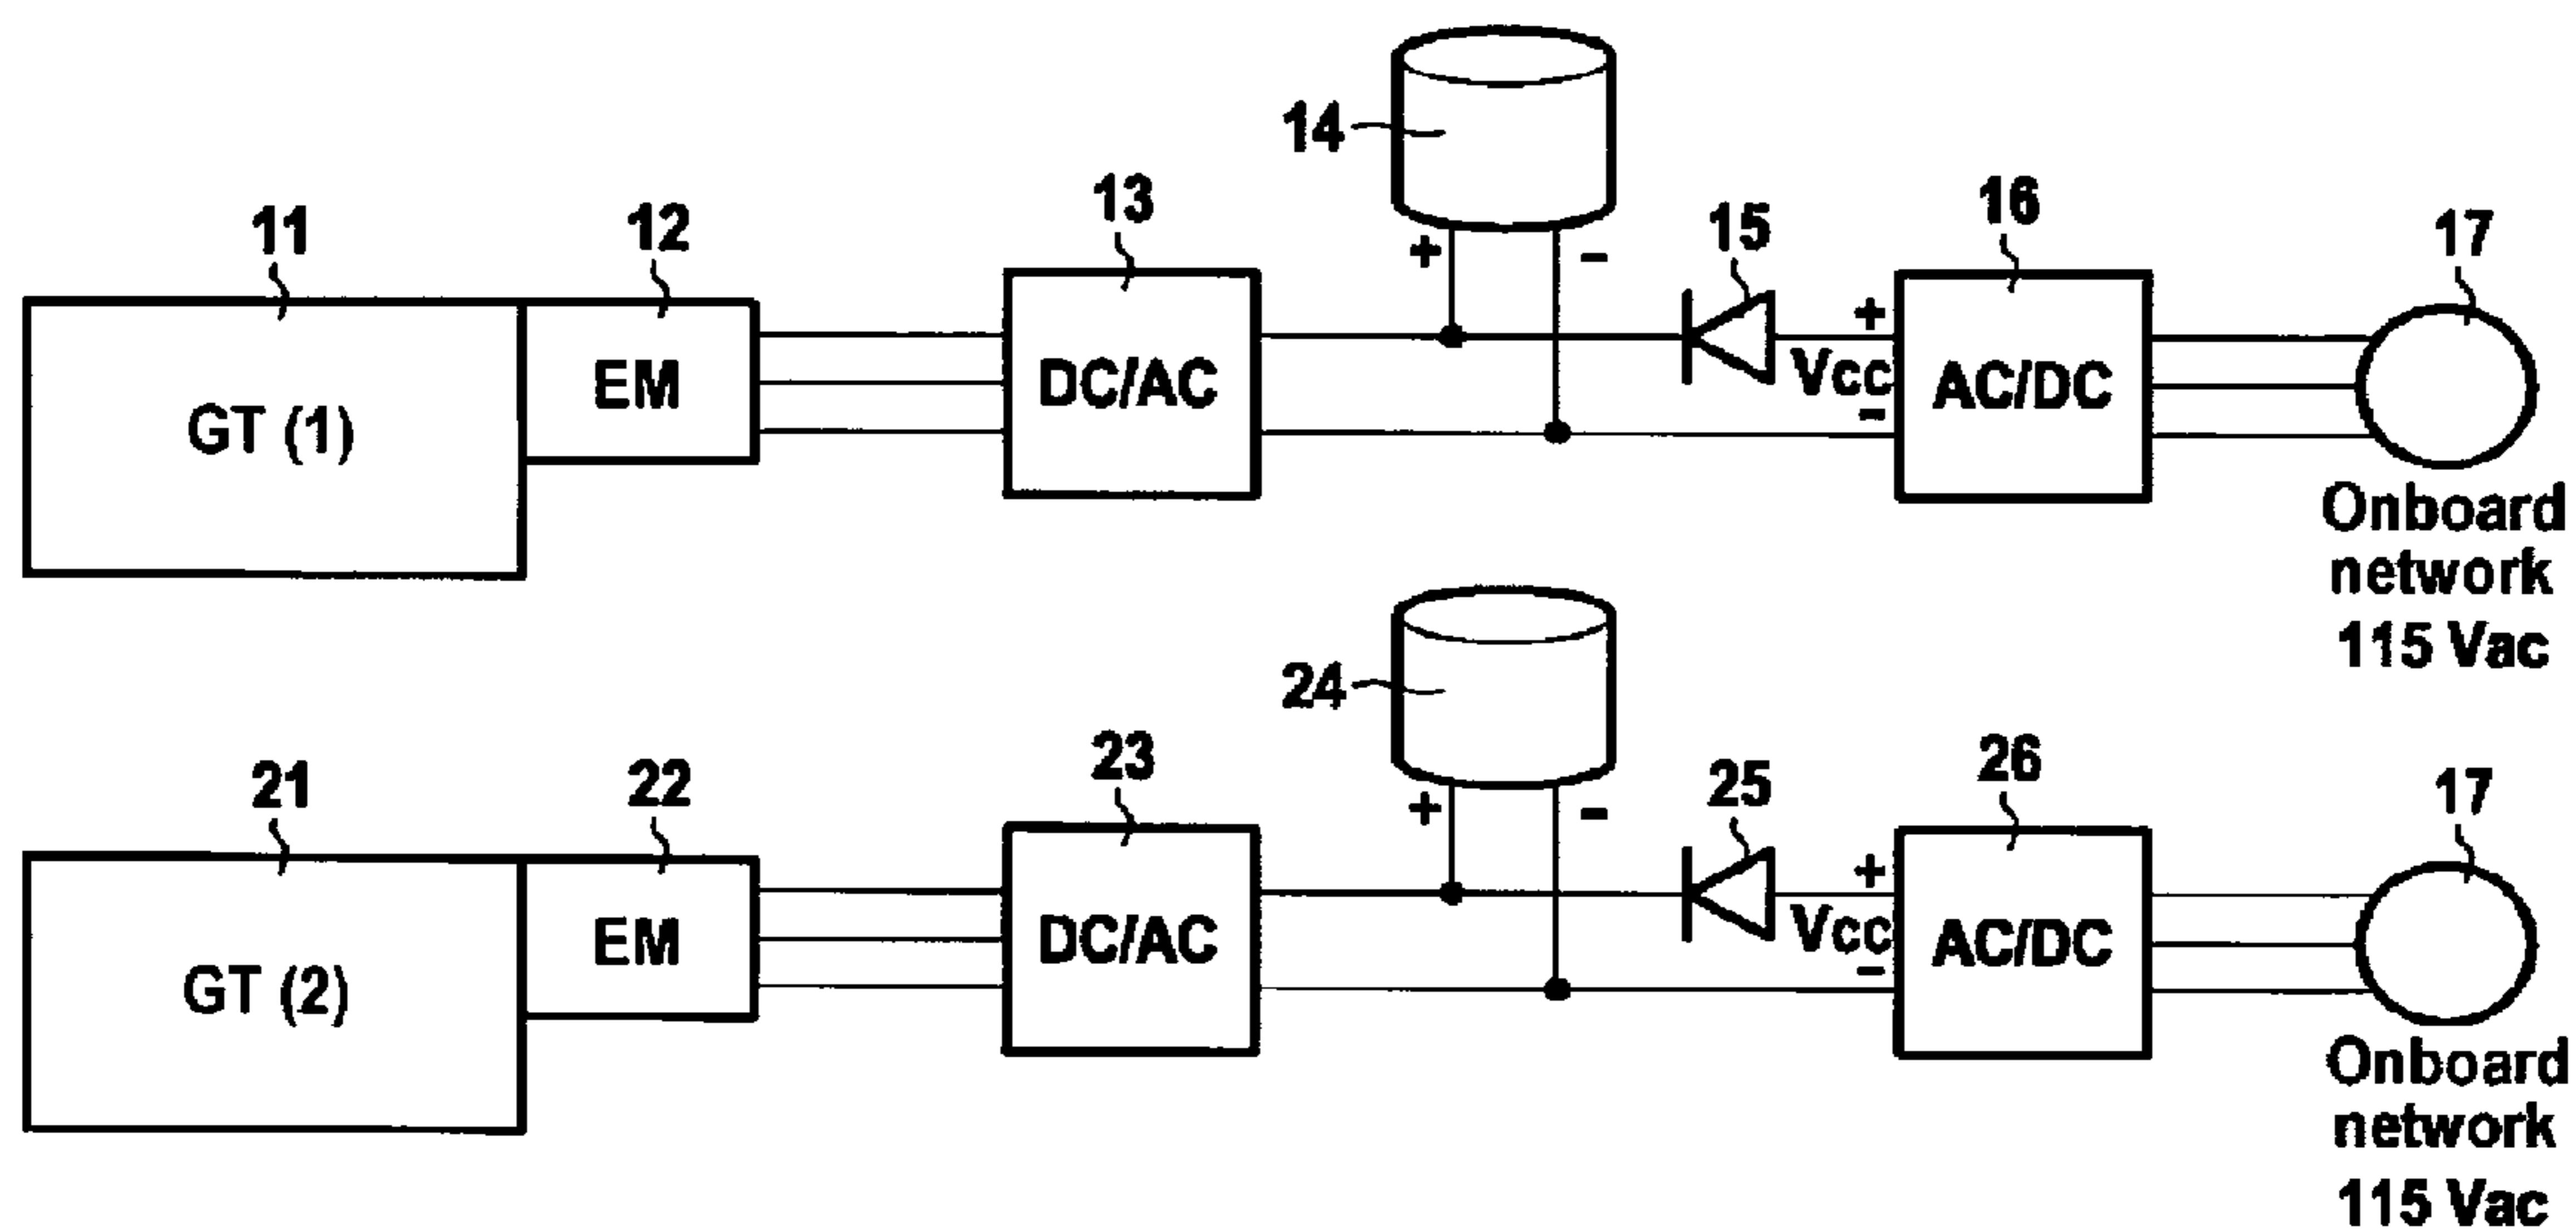 14
13
15
16
17
11
12
+
-
GT (1)
EM
DC/AC
+
Vcc
-
AC/DC
Onboard
network
115 Vac
24
23
25
26
17
21
22
+
-
GT (2)
EM
DC/AC
+
Vcc
-
AC/DC
Onboard
network
115 Vac